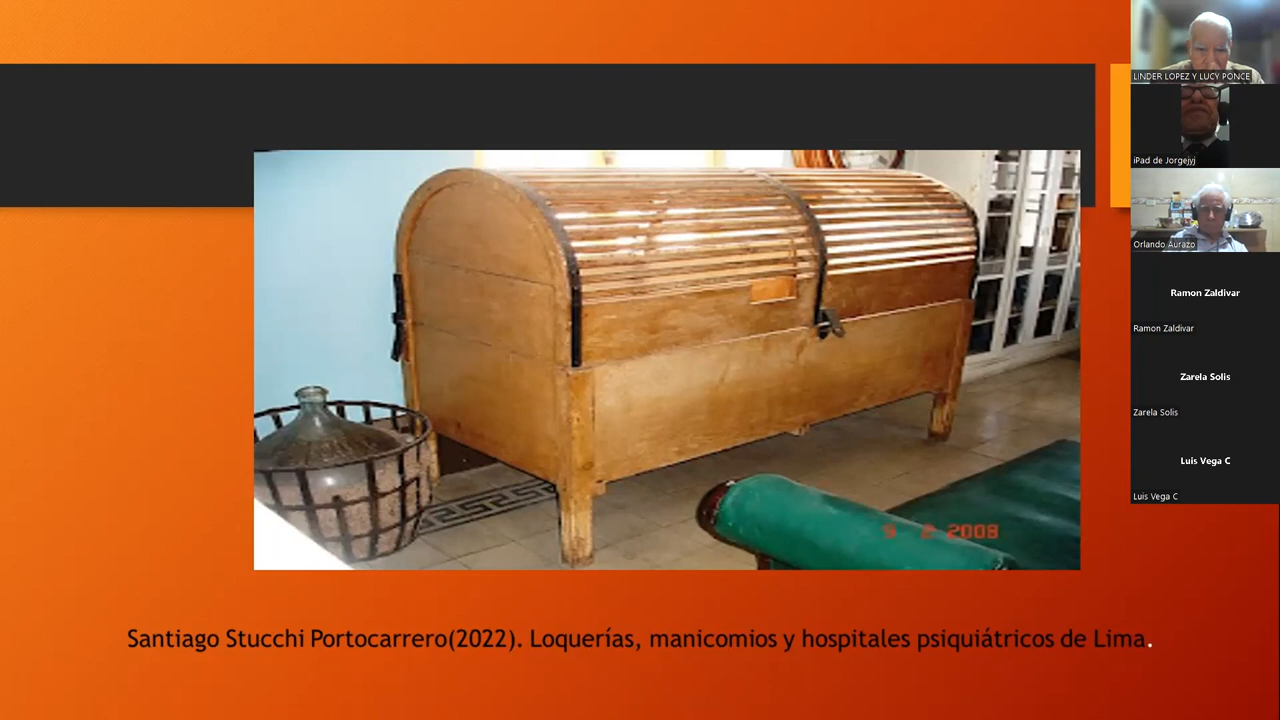 LINDER LOPEZ Y LUCY PONCE
iPad de Jorgejyj
Orlando Aurazo
Ramon Zaldivar
Ramon Zaldivar
Zarela Solis
Zarela Solis
Luis Vega C
Luis Vega C
9 2 2008
Santiago Stucchi Portocarrero(2022). Loquerías, manicomios y hospitales psiquiátricos de Lima.